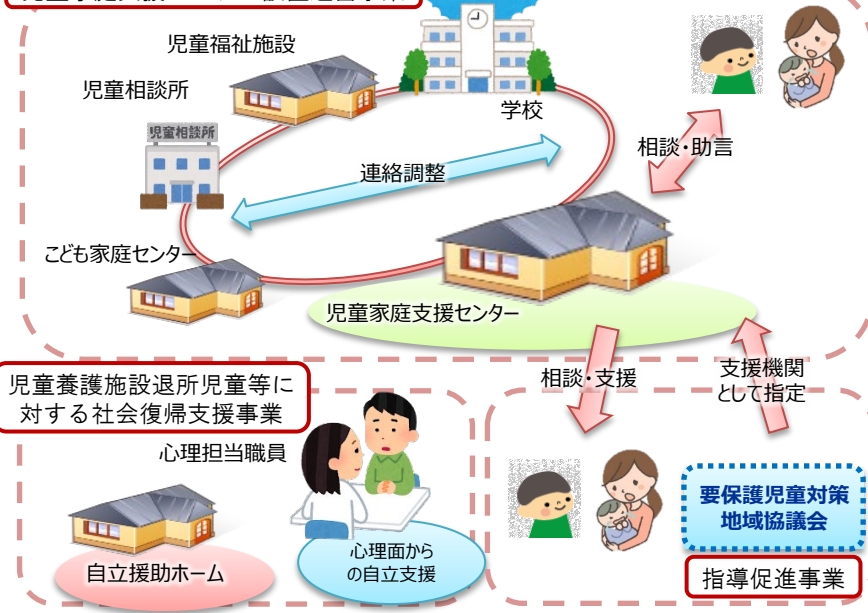 児童福祉施設
児童相談所
児童相談所
学校
相談・助言
連絡調整
こども家庭センター
児童家庭支援センター
児童養護施設退所児童等に
対する社会復帰支援事業
相談・支援
支援機関
として指定
心理担当職員
要保護児童対策
地域協議会
心理面から
の自立支援
自立援助ホーム
指導促進事業